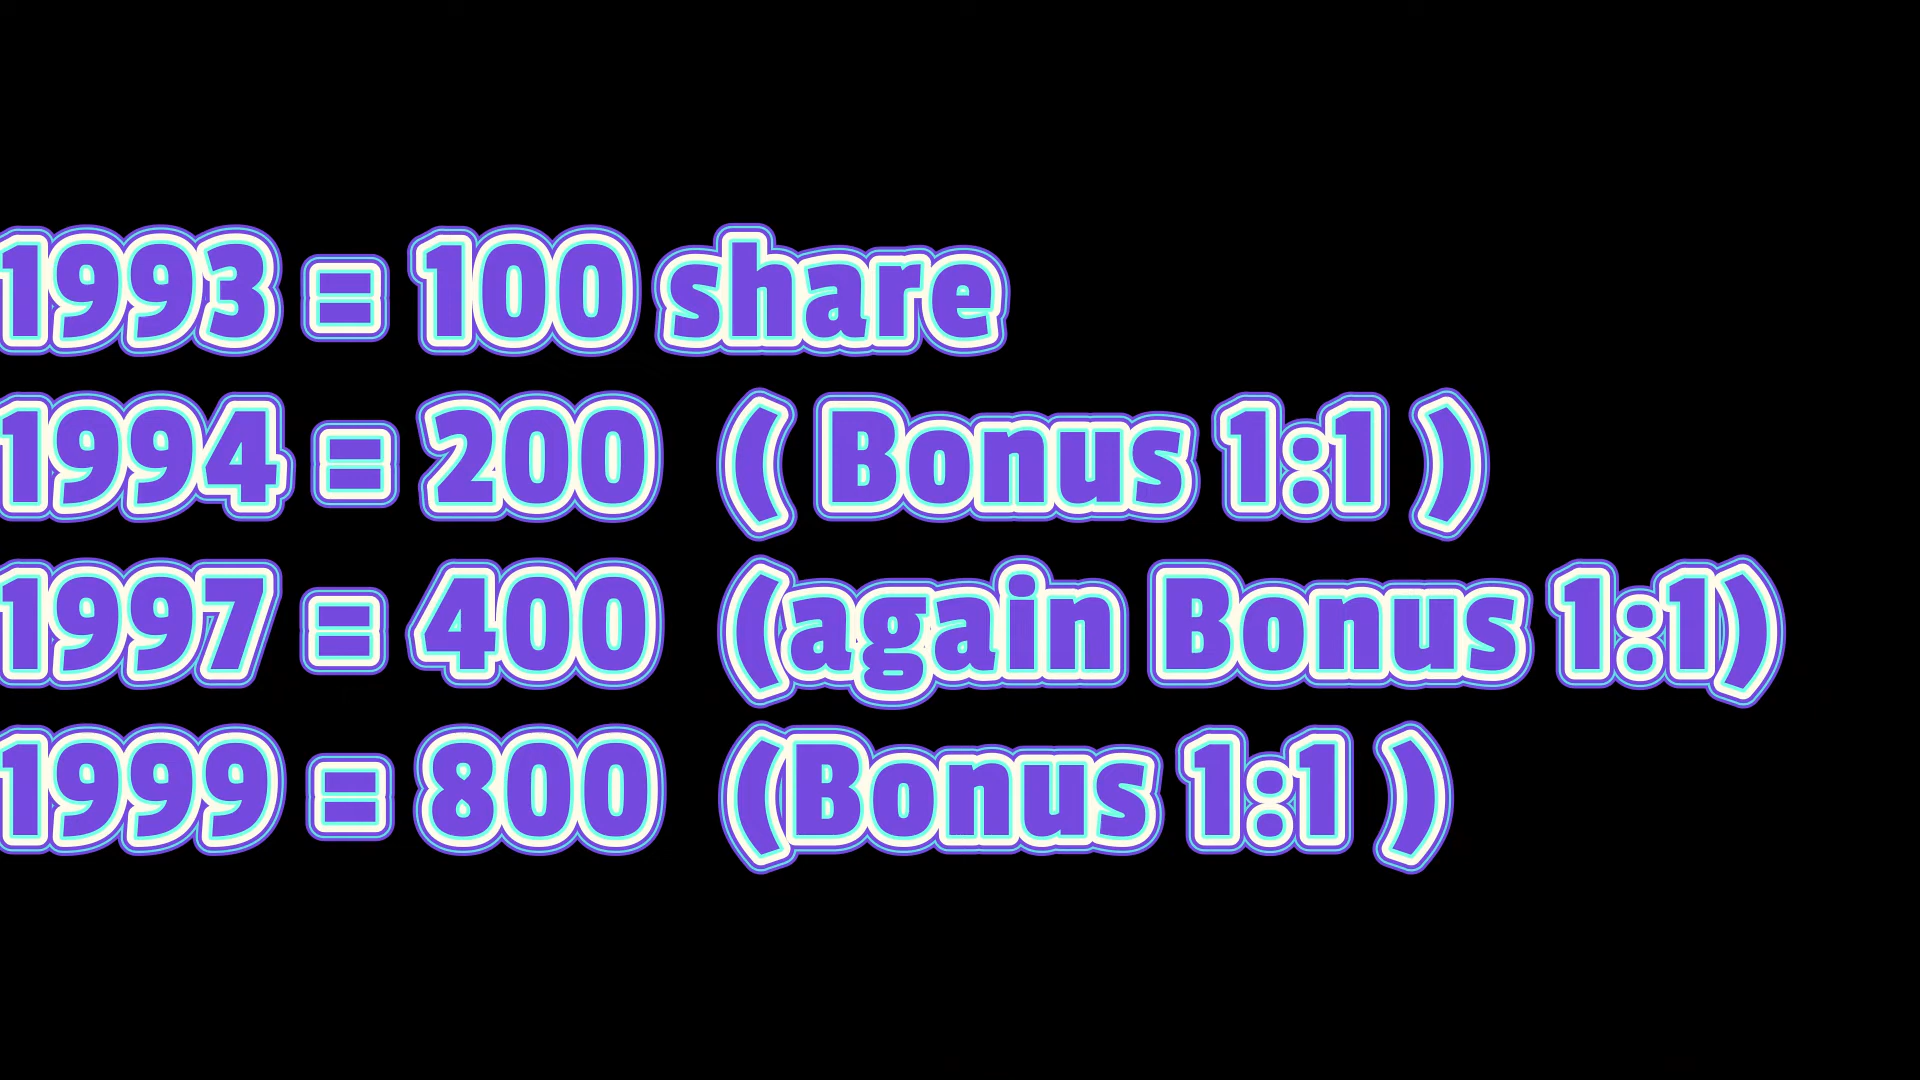 1993 = 100 share
1994 = 200 ( Bonus 1:1 )
1997 = 400 (again Bonus 1:1)
1999 = 800 (Bonus 1:1 )